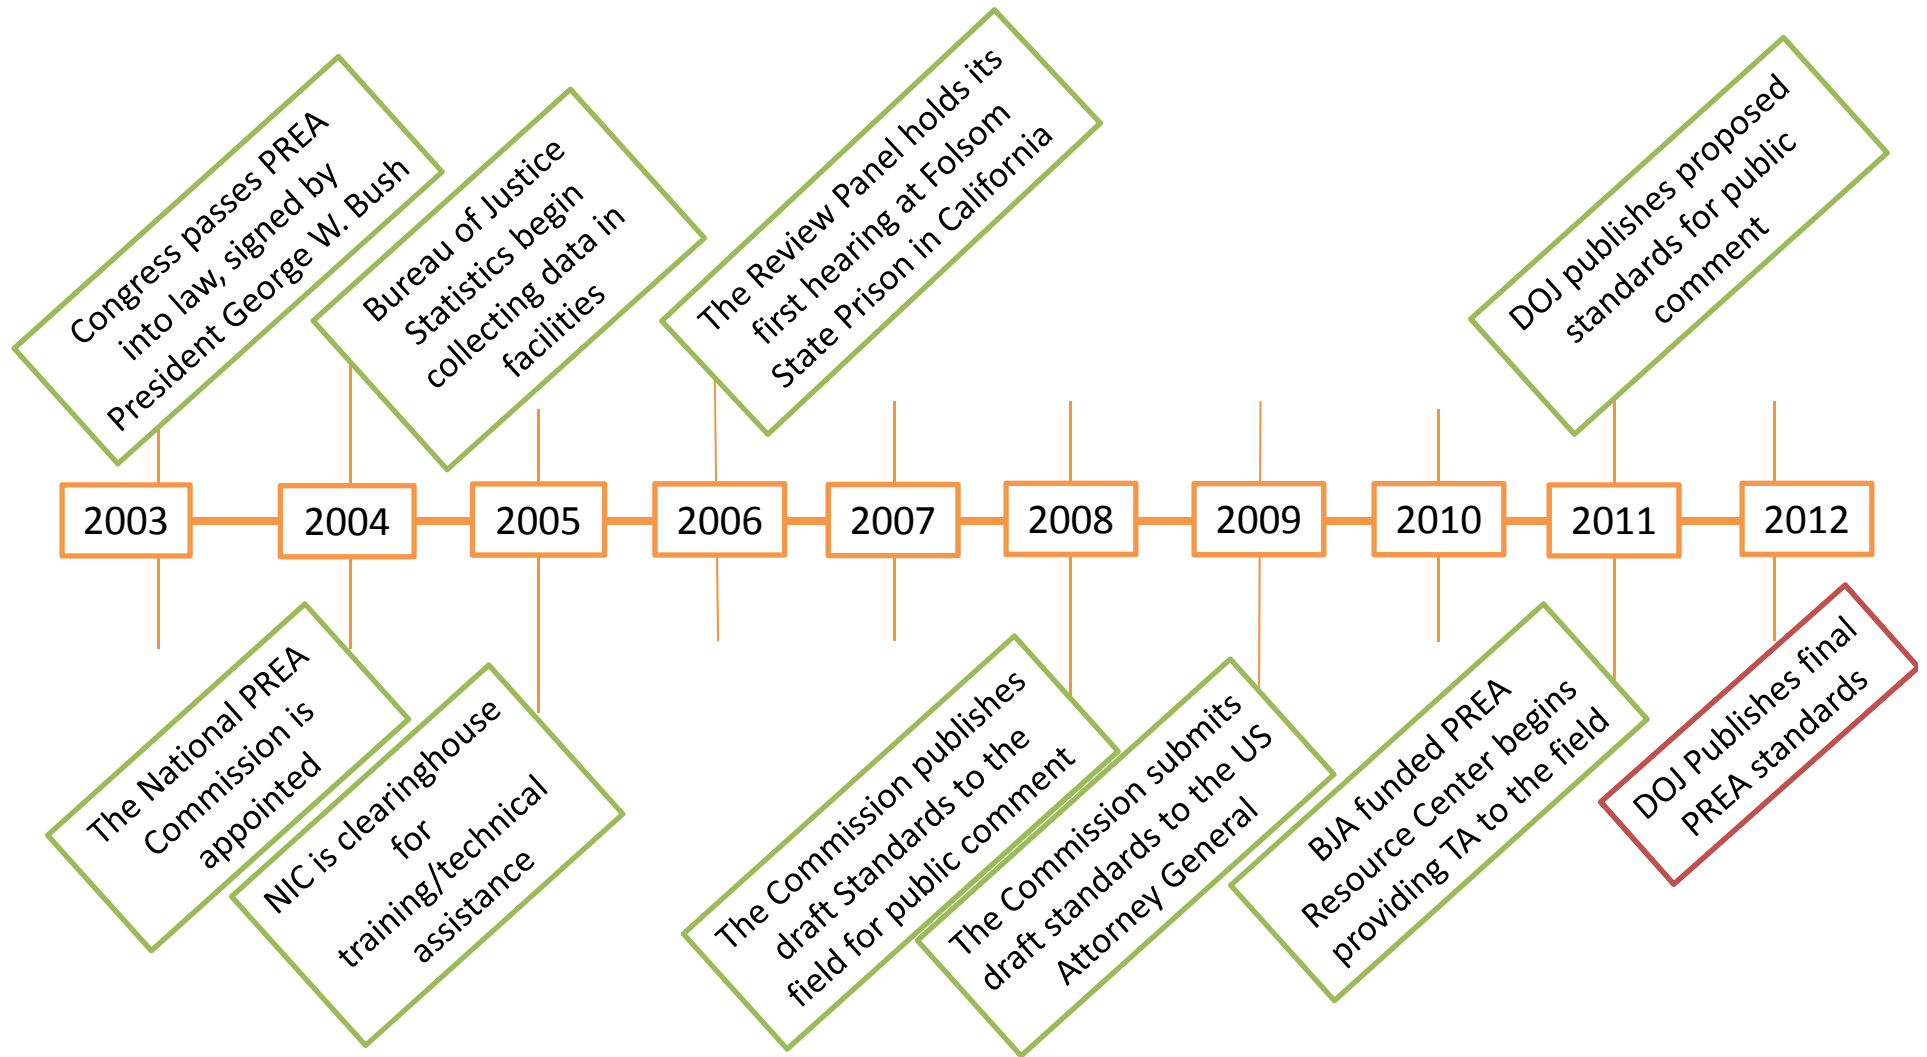 Congress passes PREA
into law, signed by
President George W. Bush
Bureau of Justice
Statistics begin
collecting data in
facilities
The Review Panel holds its
first hearing at Folsom
State Prison in California
DOJ publishes proposed
standards for public
comment
2003
2004
2005
2006
2007
2008
2009
2010
2011
2012
The National PREA
Commission is
appointed
NIC is clearinghouse
for
training/technical
assistance
The Commission publishes
draft Standards to the
field for public comment
The Commission submits
draft standards to the US
Attorney General
BJA funded PREA
Resource Center begins
providing TA to the field
DOJ Publishes final
PREA standards